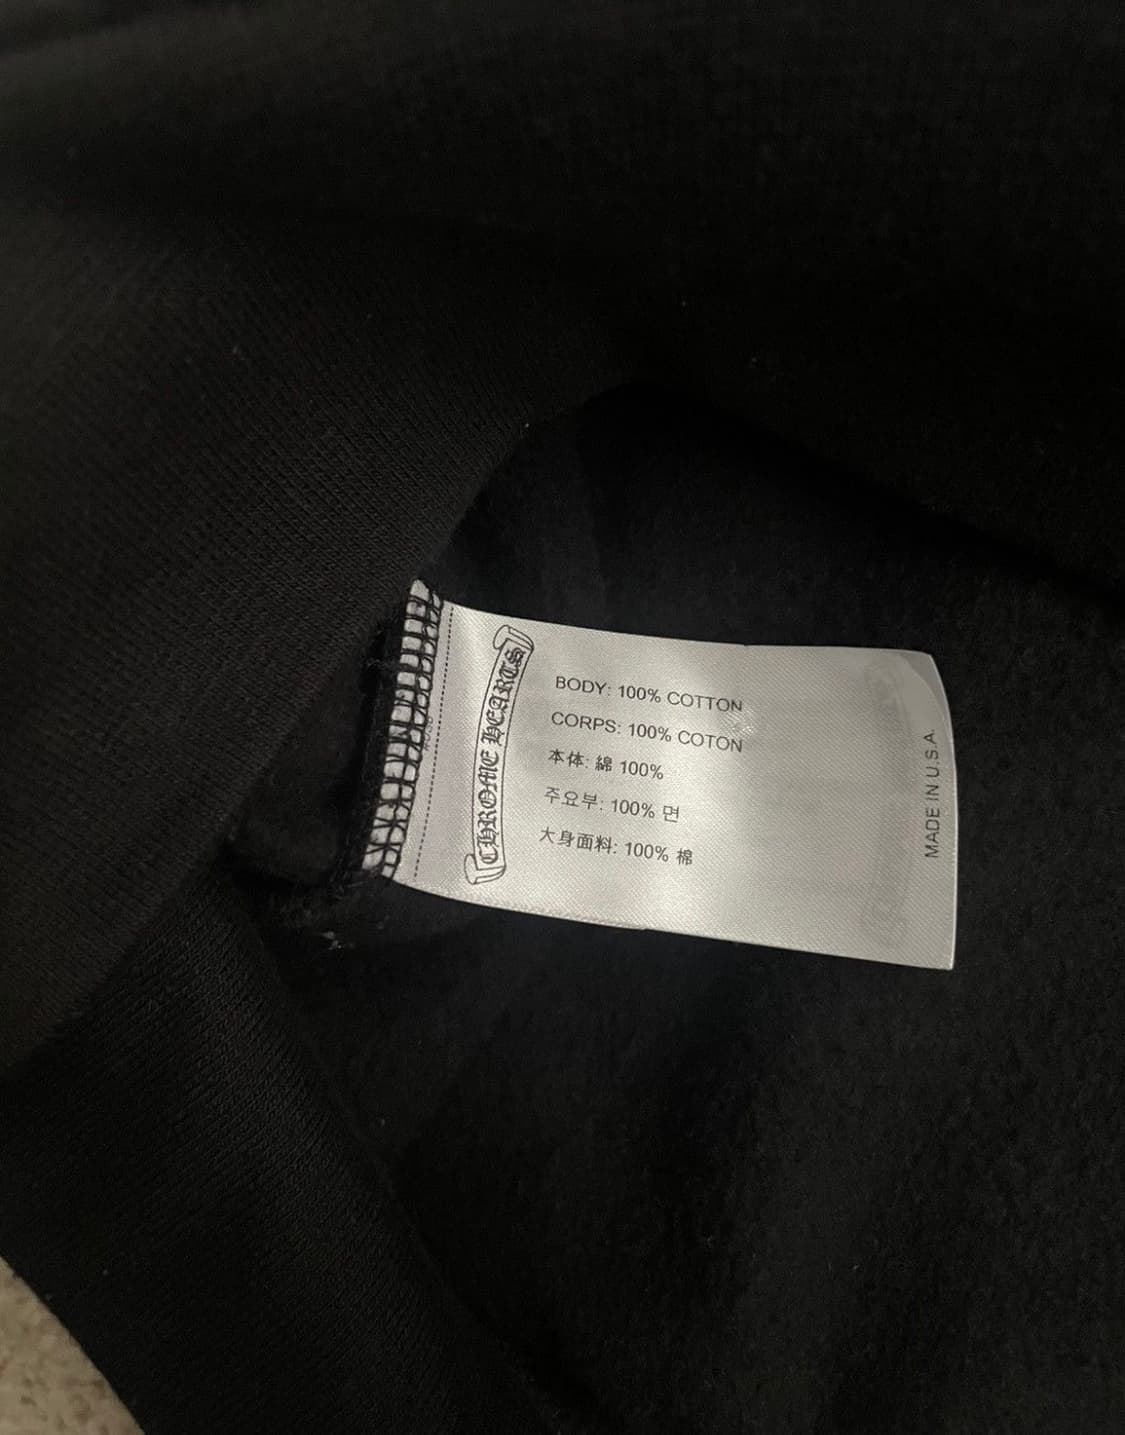 CHROME HEARTS
BODY: 100% COTTON
CORPS: 100% COTON
本体: 綿 100%
주요부: 100% 면
大身面料: 100% 棉
MADE IN U.S.A.